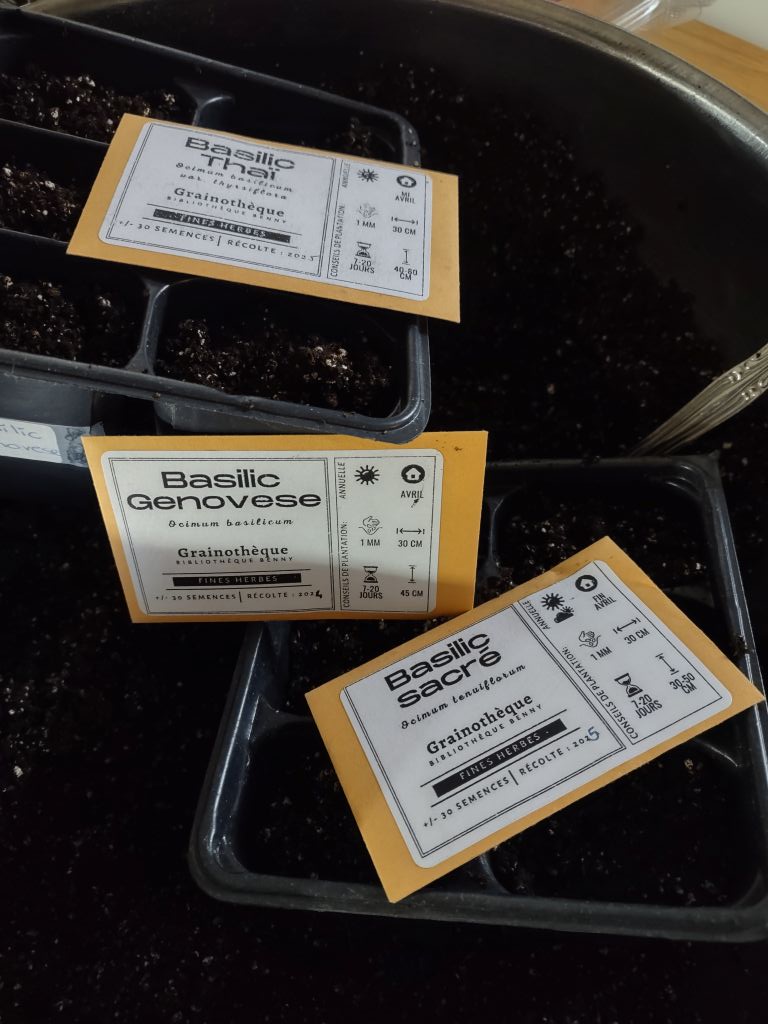 Basilic
Thaï
Ocimum basilicum
var. thyrsiflora
Grainothèque
BIBLIOTHÈQUE BENNY
FINES HERBES
+/- 30 SEMENCES | RÉCOLTE : 2025
ANNUELLE
CONSEILS DE PLANTATION:
MI
AVRIL
1 MM
30 CM
7-20
JOURS
40-60
CM
Basilic
Genovese
Ocimum basilicum
Grainothèque
BIBLIOTHÈQUE BENNY
FINES HERBES
+/- 30 SEMENCES | RÉCOLTE : 2024
ANNUELLE
CONSEILS DE PLANTATION:
AVRIL
1 MM
30 CM
7-20
JOURS
45 CM
Basilic
sacré
Ocimum tenuiflorum
Grainothèque
BIBLIOTHÈQUE BENNY
FINES HERBES
+/- 30 SEMENCES | RÉCOLTE : 2025
ANNUELLE
CONSEILS DE PLANTATION:
FIN
AVRIL
1 MM
30 CM
7-20
JOURS
30-50
CM